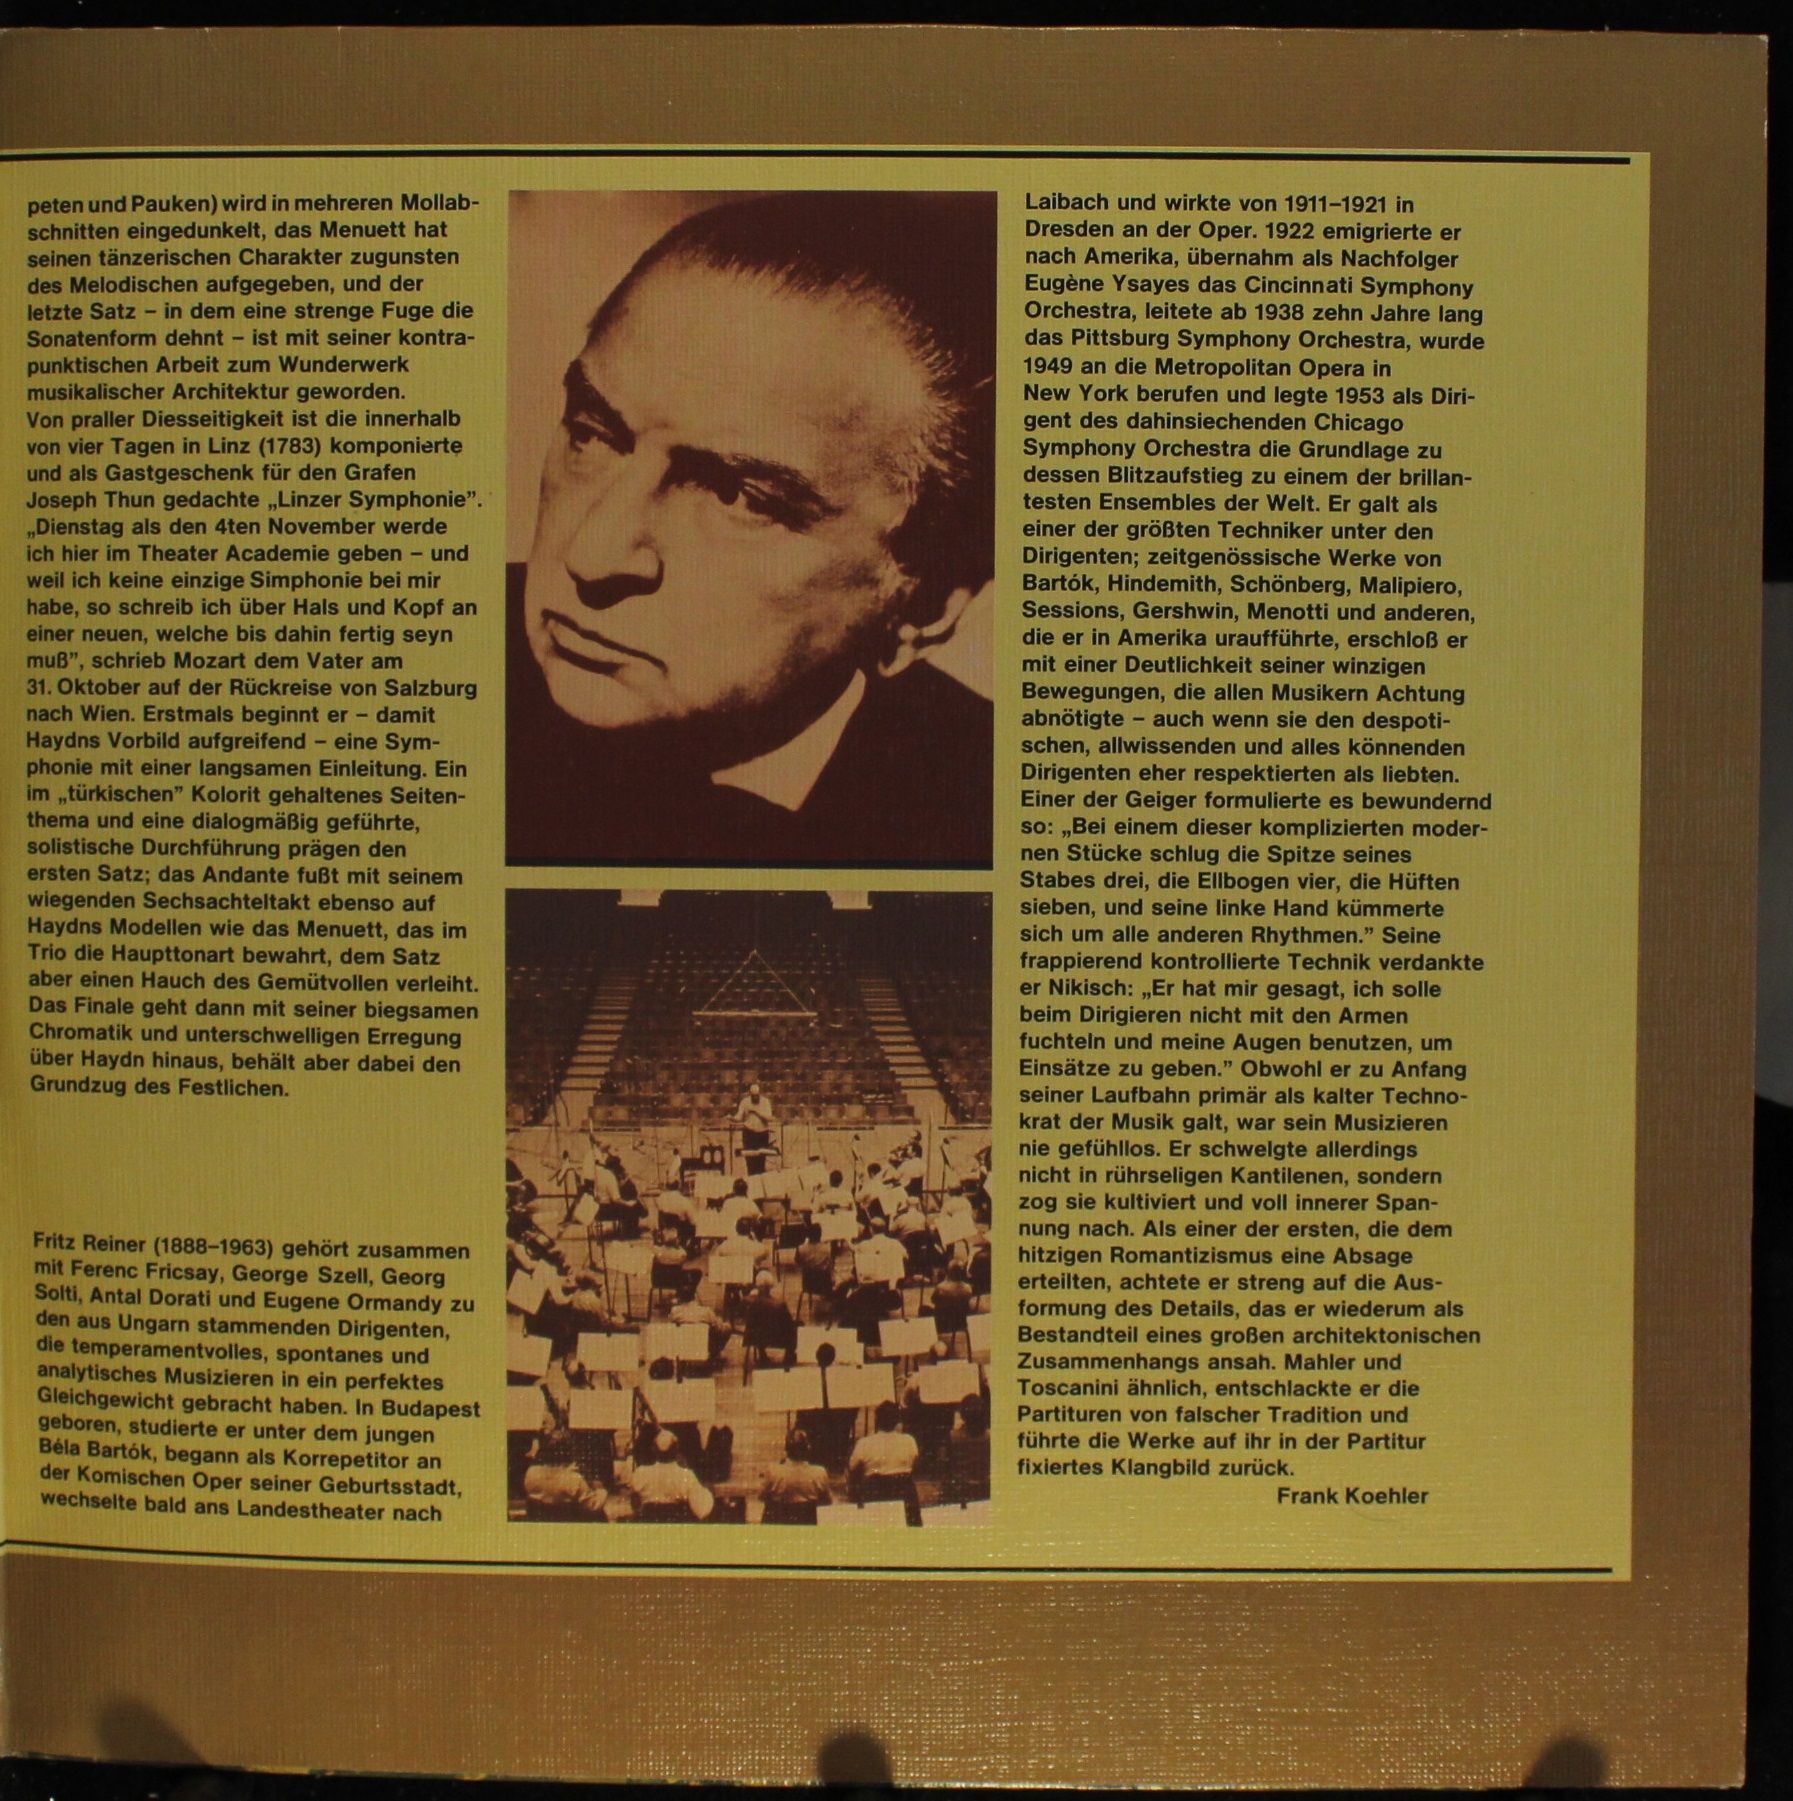 peten und Pauken) wird in mehreren Mollab-
schnitten eingedunkelt, das Menuett hat
seinen tänzerischen Charakter zugunsten
des Melodischen aufgegeben, und der
letzte Satz – in dem eine strenge Fuge die
Sonatenform dehnt – ist mit seiner kontra-
punktischen Arbeit zum Wunderwerk
musikalischer Architektur geworden.
Von praller Diesseitigkeit ist die innerhalb
von vier Tagen in Linz (1783) komponierte
und als Gastgeschenk für den Grafen
Joseph Thun gedachte „Linzer Symphonie”.
„Dienstag als den 4ten November werde
ich hier im Theater Academie geben – und
weil ich keine einzige Simphonie bei mir
habe, so schreib ich über Hals und Kopf an
einer neuen, welche bis dahin fertig seyn
muß”, schrieb Mozart dem Vater am
31. Oktober auf der Rückreise von Salzburg
nach Wien. Erstmals beginnt er – damit
Haydns Vorbild aufgreifend – eine Sym-
phonie mit einer langsamen Einleitung. Ein
im „türkischen” Kolorit gehaltenes Seiten-
thema und eine dialogmäßig geführte,
solistische Durchführung prägen den
ersten Satz; das Andante fußt mit seinem
wiegenden Sechsachteltakt ebenso auf
Haydns Modellen wie das Menuett, das im
Trio die Haupttonart bewahrt, dem Satz
aber einen Hauch des Gemütvollen verleiht.
Das Finale geht dann mit seiner biegsamen
Chromatik und unterschwelligen Erregung
über Haydn hinaus, behält aber dabei den
Grundzug des Festlichen.
Fritz Reiner (1888–1963) gehört zusammen
mit Ferenc Fricsay, George Szell, Georg
Solti, Antal Dorati und Eugene Ormandy zu
den aus Ungarn stammenden Dirigenten,
die temperamentvolles, spontanes und
analytisches Musizieren in ein perfektes
Gleichgewicht gebracht haben. In Budapest
geboren, studierte er unter dem jungen
Béla Bartók, begann als Korrepetitor an
der Komischen Oper seiner Geburtsstadt,
wechselte bald ans Landestheater nach
Laibach und wirkte von 1911–1921 in
Dresden an der Oper. 1922 emigrierte er
nach Amerika, übernahm als Nachfolger
Eugène Ysayes das Cincinnati Symphony
Orchestra, leitete ab 1938 zehn Jahre lang
das Pittsburg Symphony Orchestra, wurde
1949 an die Metropolitan Opera in
New York berufen und legte 1953 als Diri-
gent des dahinsiechenden Chicago
Symphony Orchestra die Grundlage zu
dessen Blitzaufstieg zu einem der brillan-
testen Ensembles der Welt. Er galt als
einer der größten Techniker unter den
Dirigenten; zeitgenössische Werke von
Bartók, Hindemith, Schönberg, Malipiero,
Sessions, Gershwin, Menotti und anderen,
die er in Amerika uraufführte, erschloß er
mit einer Deutlichkeit seiner winzigen
Bewegungen, die allen Musikern Achtung
abnötigte – auch wenn sie den despoti-
schen, allwissenden und alles könnenden
Dirigenten eher respektierten als liebten.
Einer der Geiger formulierte es bewundernd
so: „Bei einem dieser komplizierten moder-
nen Stücke schlug die Spitze seines
Stabes drei, die Ellbogen vier, die Hüften
sieben, und seine linke Hand kümmerte
sich um alle anderen Rhythmen.” Seine
frappierend kontrollierte Technik verdankte
er Nikisch: „Er hat mir gesagt, ich solle
beim Dirigieren nicht mit den Armen
fuchteln und meine Augen benutzen, um
Einsätze zu geben.” Obwohl er zu Anfang
seiner Laufbahn primär als kalter Techno-
krat der Musik galt, war sein Musizieren
nie gefühllos. Er schwelgte allerdings
nicht in rührseligen Kantilenen, sondern
zog sie kultiviert und voll innerer Span-
nung nach. Als einer der ersten, die dem
hitzigen Romantizismus eine Absage
erteilten, achtete er streng auf die Aus-
formung des Details, das er wiederum als
Bestandteil eines großen architektonischen
Zusammenhangs ansah. Mahler und
Toscanini ähnlich, entschlackte er die
Partituren von falscher Tradition und
führte die Werke auf ihr in der Partitur
fixiertes Klangbild zurück.
Frank Koehler